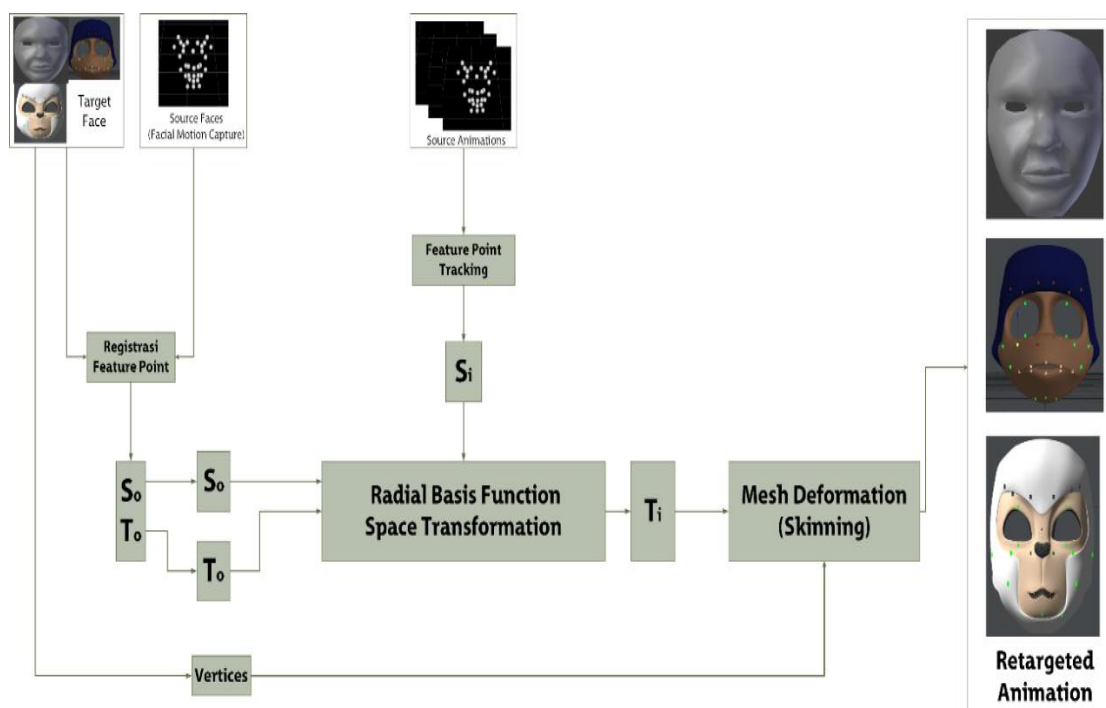 Target
Face
Source Faces
(Facial Motion Capture)
Source Animations
Feature Point
Tracking
Registrasi
Feature Point
Si
So
To
So
To
Radial Basis Function
Space Transformation
Ti
Mesh Deformation
(Skinning)
Vertices
Retargeted
Animation